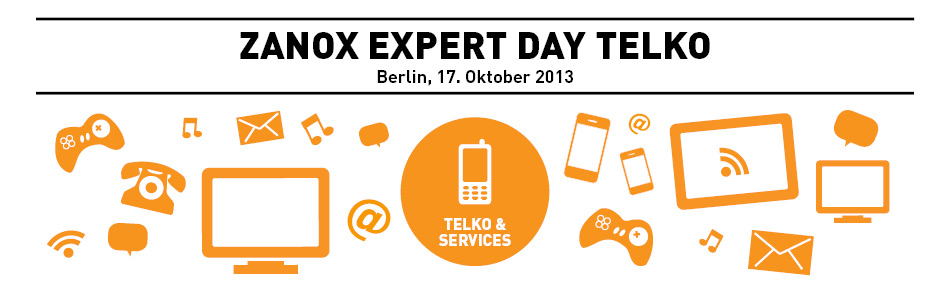 ZANOX EXPERT DAY TELKO
Berlin, 17. Oktober 2013
TELKO &
SERVICES